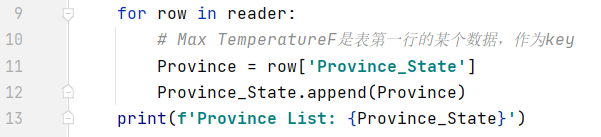 9 for row in reader:
10 # Max TemperatureF是表第一行的某个数据，作为key
11 Province = row['Province_State']
12 Province_State.append(Province)
13 print(f'Province List: {Province_State}')